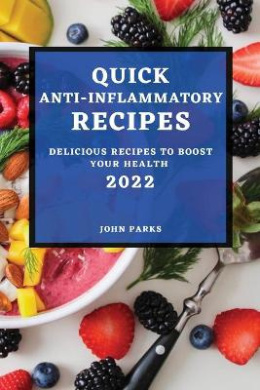 QUICK
ANTI-INFLAMMATORY
RECIPES
DELICIOUS RECIPES TO BOOST
YOUR HEALTH
2022
JOHN PARKS